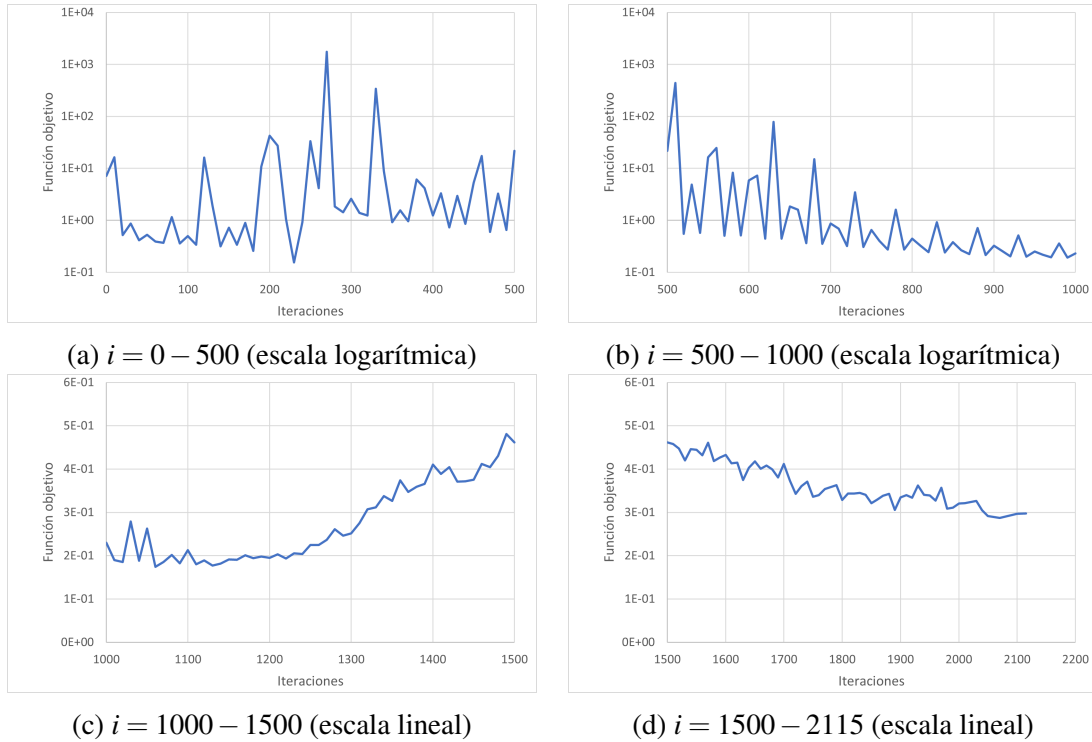 1E+04
1E+03
1E+02
1E+01
1E+00
1E-01
Función objetivo
0 100 200 300 400 500
Iteraciones
(a) i = 0 – 500 (escala logarítmica)
1E+04
1E+03
1E+02
1E+01
1E+00
1E-01
Función objetivo
500 600 700 800 900 1000
Iteraciones
(b) i = 500 – 1000 (escala logarítmica)
6E-01
5E-01
4E-01
3E-01
2E-01
1E-01
0E+00
Función objetivo
1000 1100 1200 1300 1400 1500
Iteraciones
(c) i = 1000 – 1500 (escala lineal)
6E-01
5E-01
4E-01
3E-01
2E-01
1E-01
0E+00
Función objetivo
1500 1600 1700 1800 1900 2000 2100 2200
Iteraciones
(d) i = 1500 – 2115 (escala lineal)